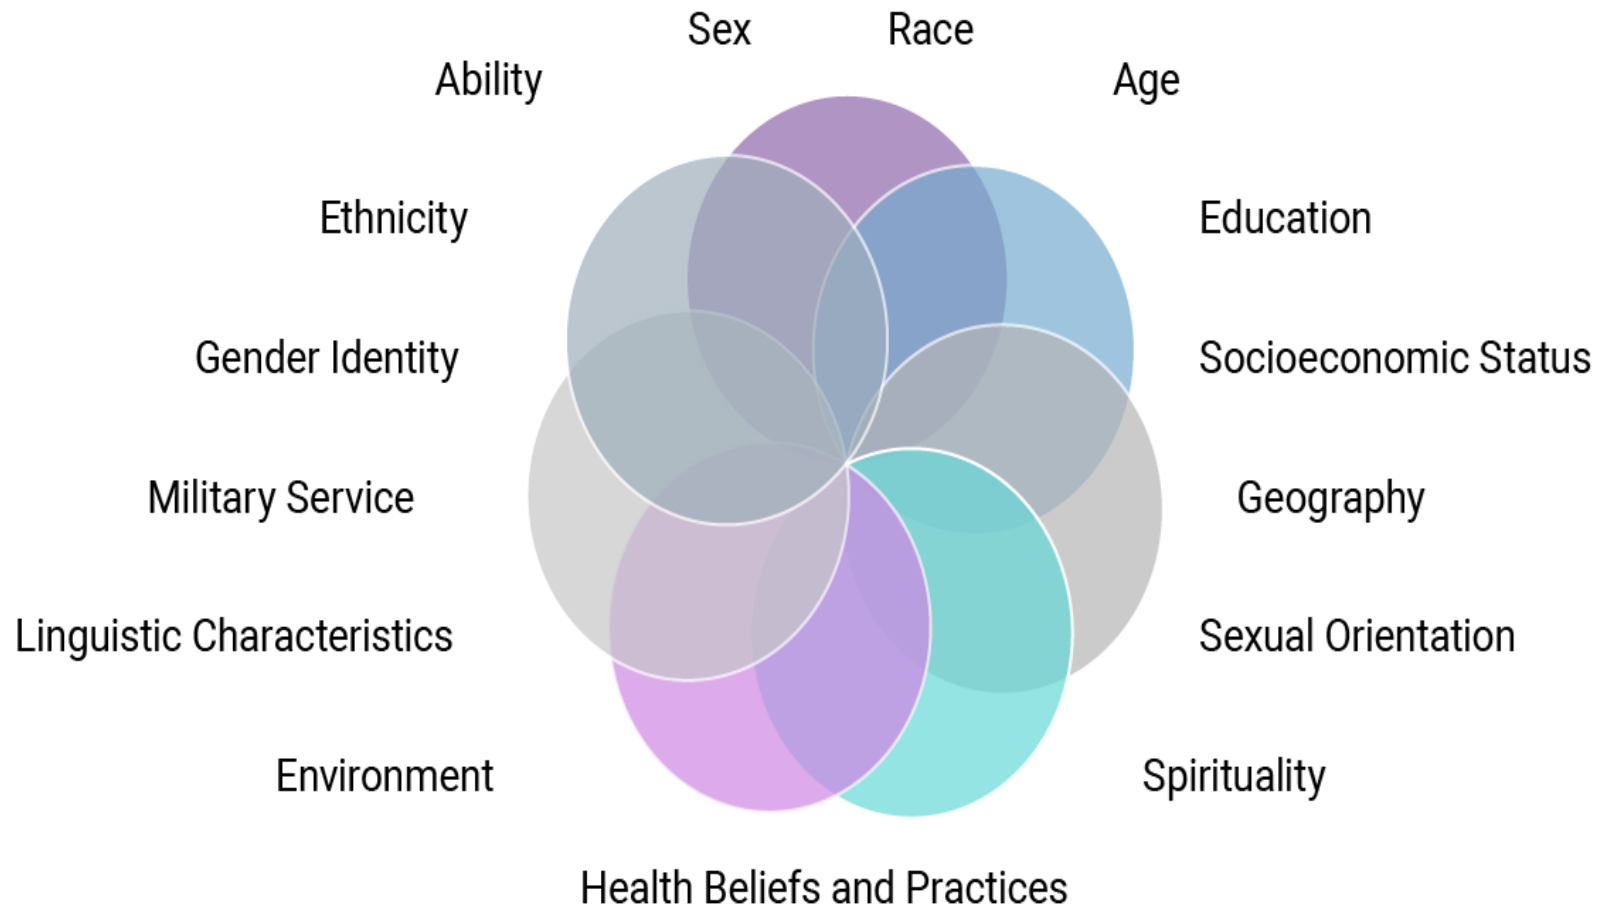 Sex
Race
Ability
Age
Ethnicity
Education
Gender Identity
Socioeconomic Status
Military Service
Geography
Linguistic Characteristics
Sexual Orientation
Environment
Spirituality
Health Beliefs and Practices